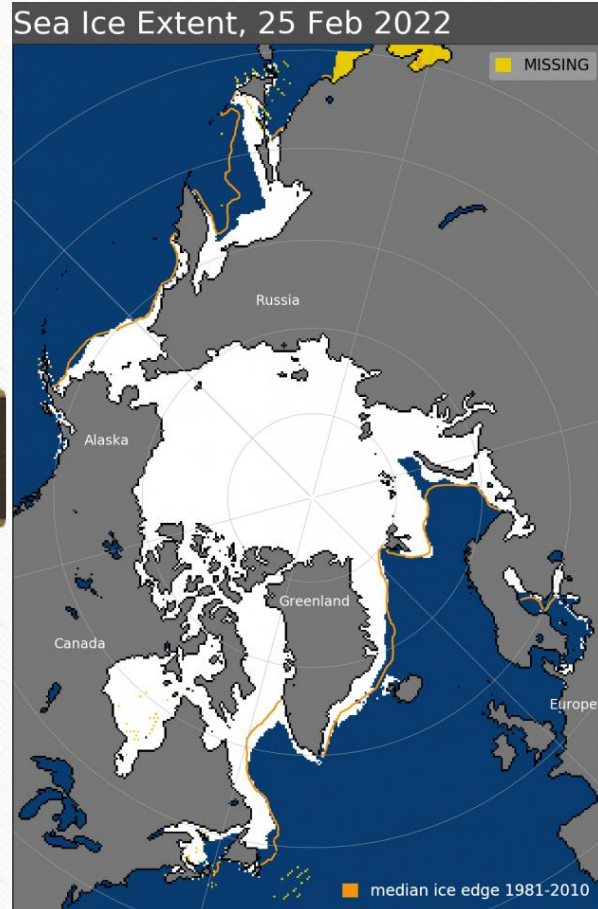 Sea Ice Extent, 25 Feb 2022
MISSING
Russia
Alaska
Greenland
Canada
Europe
median ice edge 1981-2010